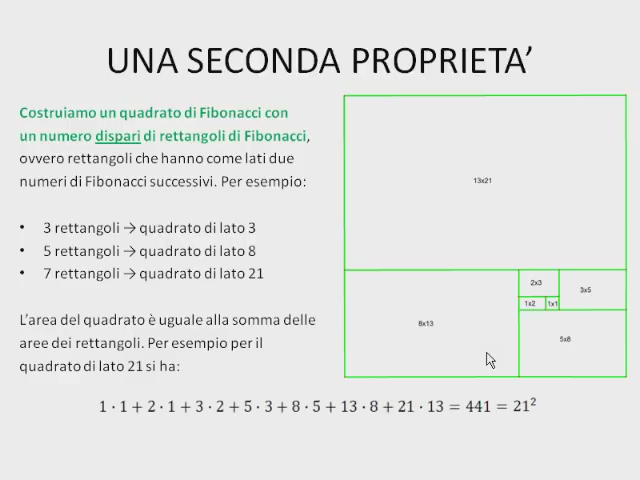 UNA SECONDA PROPRIETA’
Costruiamo un quadrato di Fibonacci con
un numero dispari di rettangoli di Fibonacci,
ovvero rettangoli che hanno come lati due
numeri di Fibonacci successivi. Per esempio:
• 3 rettangoli → quadrato di lato 3
• 5 rettangoli → quadrato di lato 8
• 7 rettangoli → quadrato di lato 21
L’area del quadrato è uguale alla somma delle
aree dei rettangoli. Per esempio per il
quadrato di lato 21 si ha:
1 · 1 + 2 · 1 + 3 · 2 + 5 · 3 + 8 · 5 + 13 · 8 + 21 · 13 = 441 = 21²
13x21
2x3
3x5
1x2
1x1
8x13
5x8